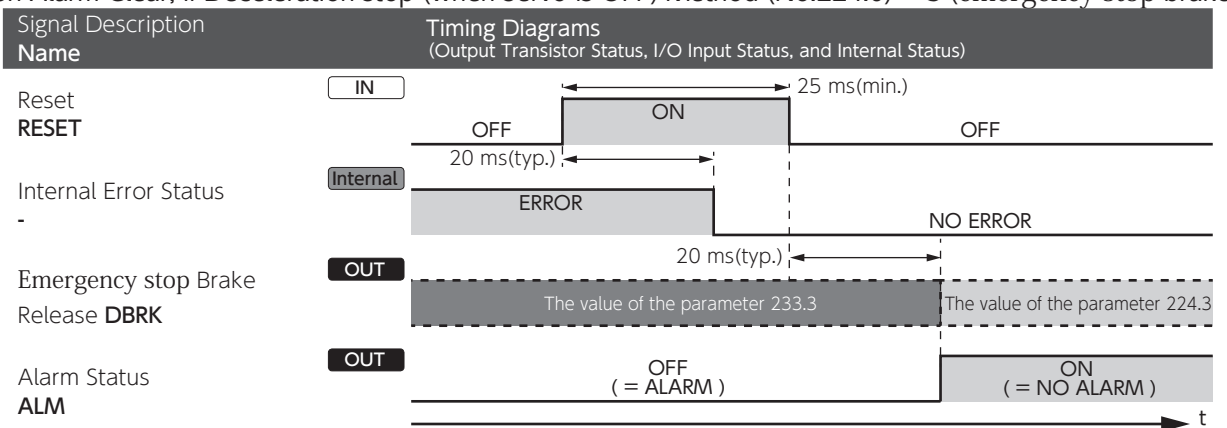 Signal Description
Name
Timing Diagrams
(Output Transistor Status, I/O Input Status, and Internal Status)
Reset
RESET
IN
25 ms(min.)
OFF
ON
OFF
20 ms(typ.)
Internal Error Status
-
Internal
ERROR
NO ERROR
20 ms(typ.)
Emergency stop Brake
Release DBRK
OUT
The value of the parameter 233.3
The value of the parameter 224.3
Alarm Status
ALM
OUT
OFF
( = ALARM )
ON
( = NO ALARM )
t